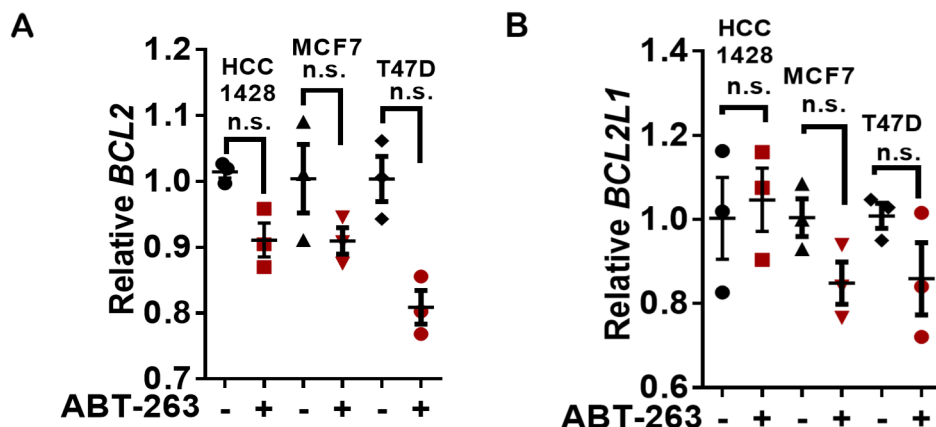 A
Relative BCL2
1.2
1.1
1.0
0.9
0.8
0.7
HCC
1428
n.s.
MCF7
n.s.
T47D
n.s.
ABT-263 - + - + - +
B
Relative BCL2L1
1.4
1.2
1.0
0.8
0.6
HCC
1428
n.s.
MCF7
n.s.
T47D
n.s.
ABT-263 - + - + - +